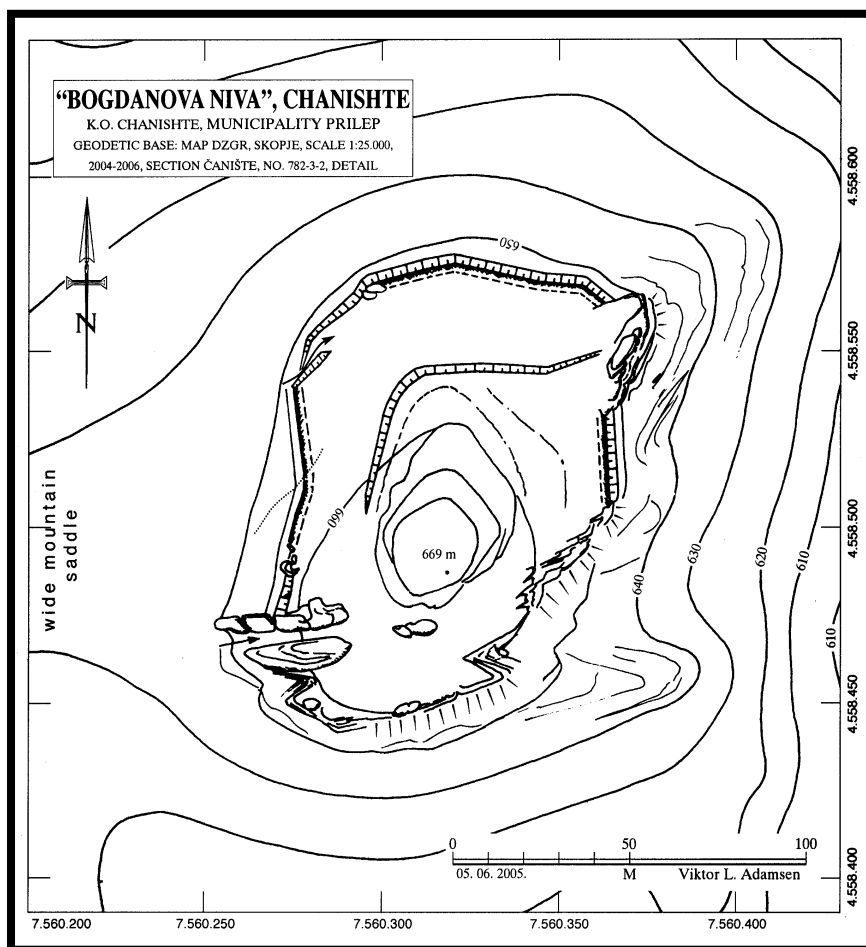 “BOGDANOVA NIVA”, CHANISHTE
K.O. CHANISHTE, MUNICIPALITY PRILEP
GEODETIC BASE: MAP DZGR, SKOPJE, SCALE 1:25.000,
2004-2006, SECTION ČANIŠTE, NO. 782-3-2, DETAIL
N
650
660
669 m
wide mountain
saddle
640
630
620
610
610
4.558.600
4.558.550
4.558.500
4.558.450
4.558.400
0 50 100
05. 06. 2005. M Viktor L. Adamsen
7.560.200 7.560.250 7.560.300 7.560.350 7.560.400